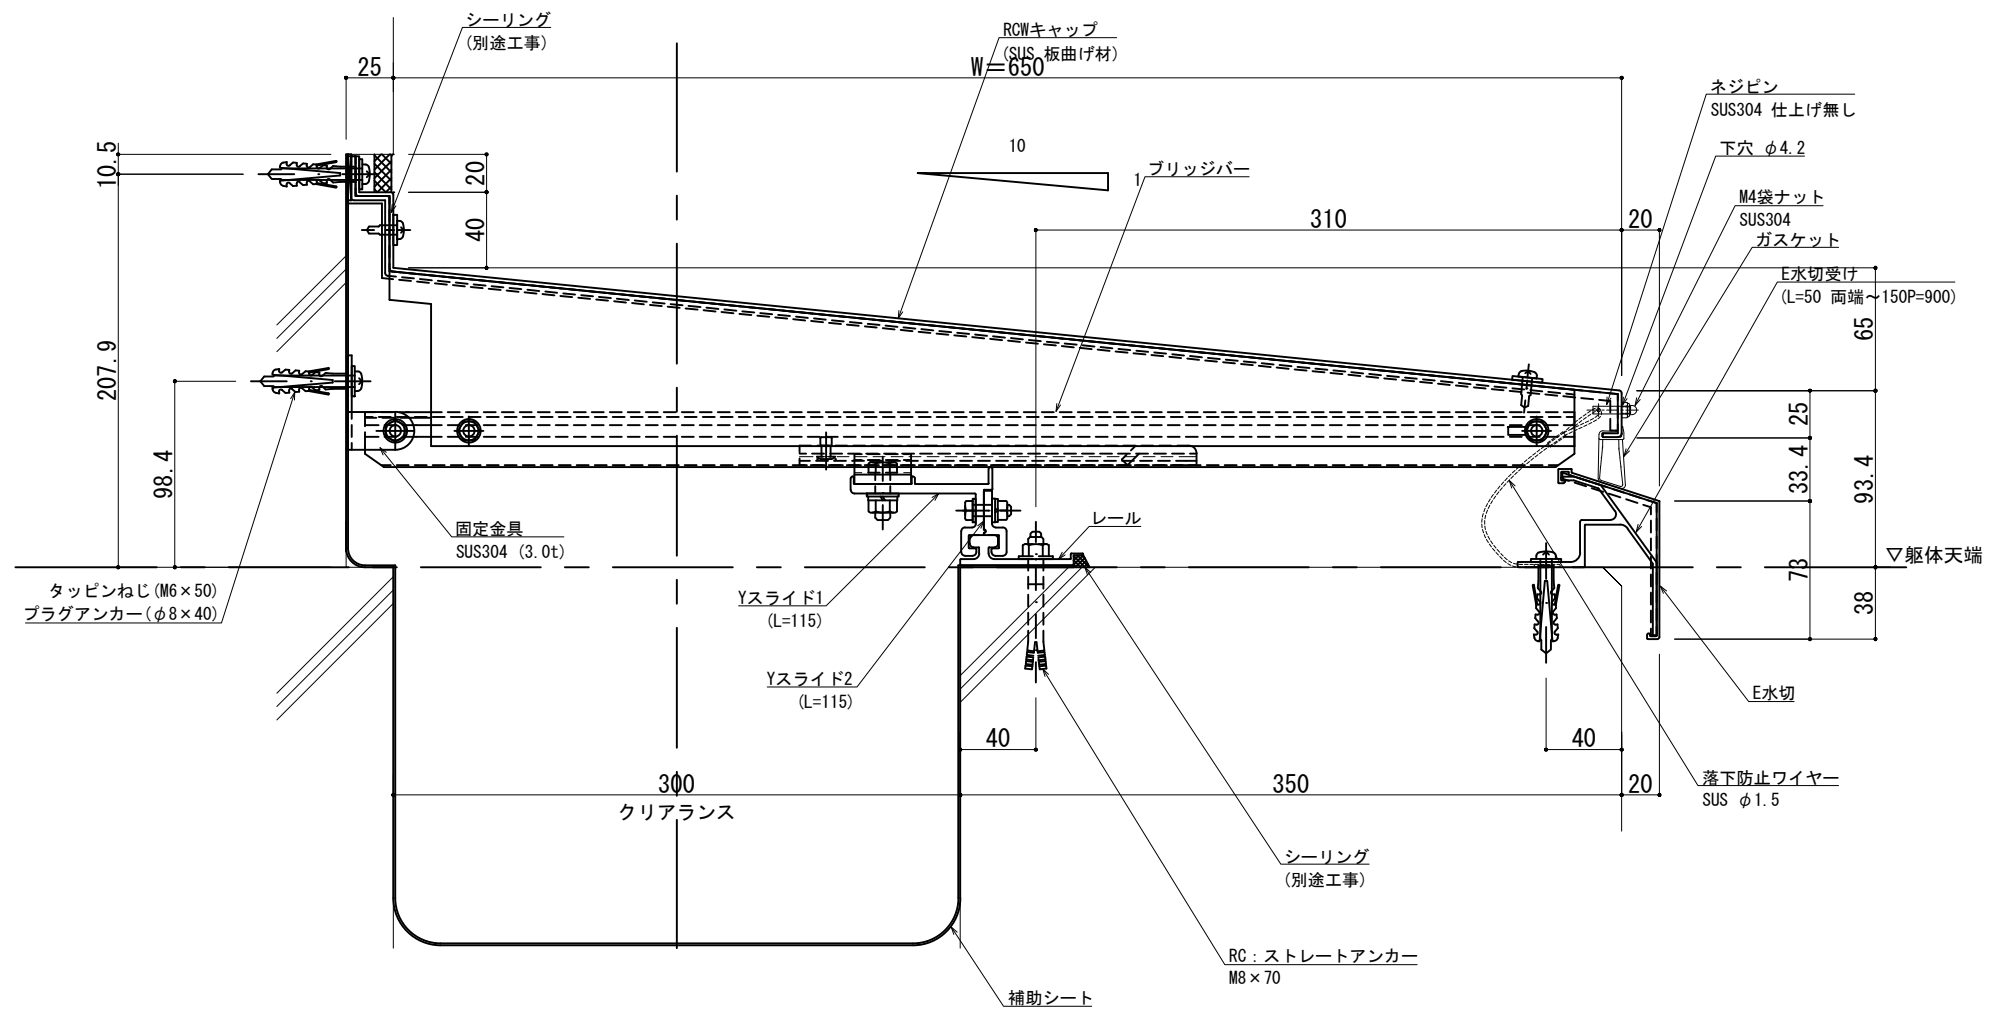 シーリング
(別途工事)
RCWキャップ
(SUS 板曲げ材)
25
W=650
ネジピン
SUS304 仕上げ無し
下穴 φ4.2
10.5
20
10
1
ブリッジバー
M4袋ナット
SUS304
40
310
20
ガスケット
E水切受け
(L=50 両端～150P=900)
65
207.9
98.4
25
33.4
93.4
固定金具
SUS304 (3.0t)
レール
▽躯体天端
73
38
タッピンねじ(M6×50)
プラグアンカー(φ8×40)
Yスライド1
(L=115)
Yスライド2
(L=115)
E水切
40
40
300
クリアランス
350
20
落下防止ワイヤー
SUS φ1.5
シーリング
(別途工事)
RC：ストレートアンカー
M8×70
補助シート